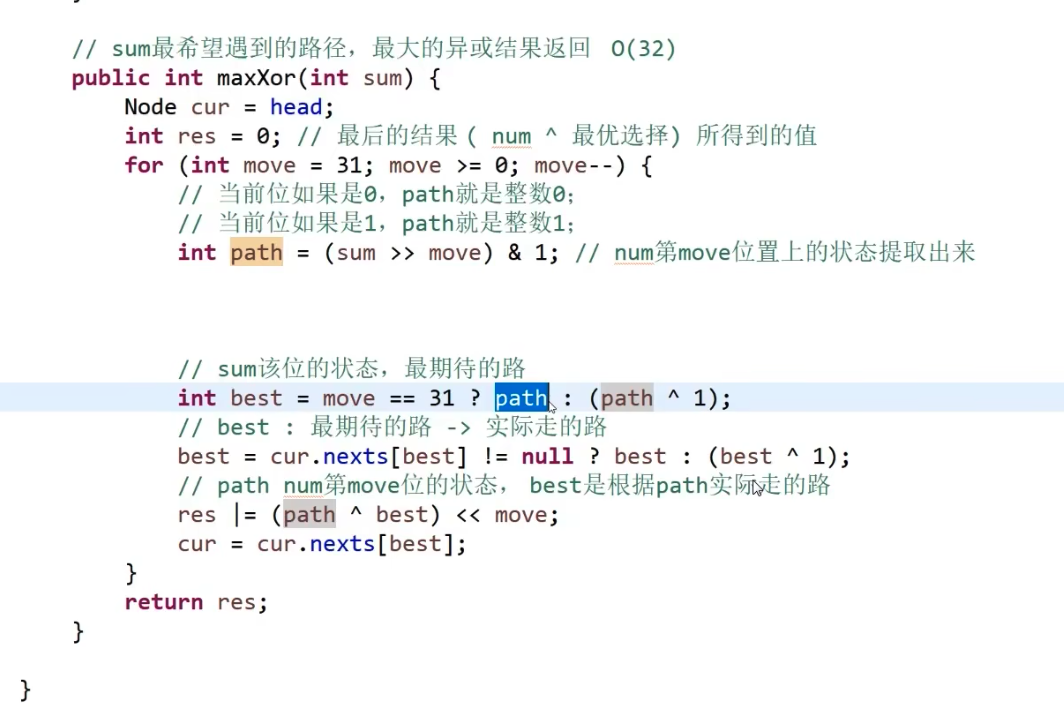 // sum最希望遇到的路径，最大的异或结果返回 O(32)
public int maxXor(int sum) {
Node cur = head;
int res = 0; // 最后的结果( num ^ 最优选择) 所得到的值
for (int move = 31; move >= 0; move--) {
// 当前位如果是0，path就是整数0；
// 当前位如果是1，path就是整数1；
int path = (sum >> move) & 1; // num第move位置上的状态提取出来
// sum该位的状态，最期待的路
int best = move == 31 ? path : (path ^ 1);
// best : 最期待的路 -> 实际走的路
best = cur.nexts[best] != null ? best : (best ^ 1);
// path num第move位的状态， best是根据path实际走的路
res |= (path ^ best) << move;
cur = cur.nexts[best];
}
return res;
}
}